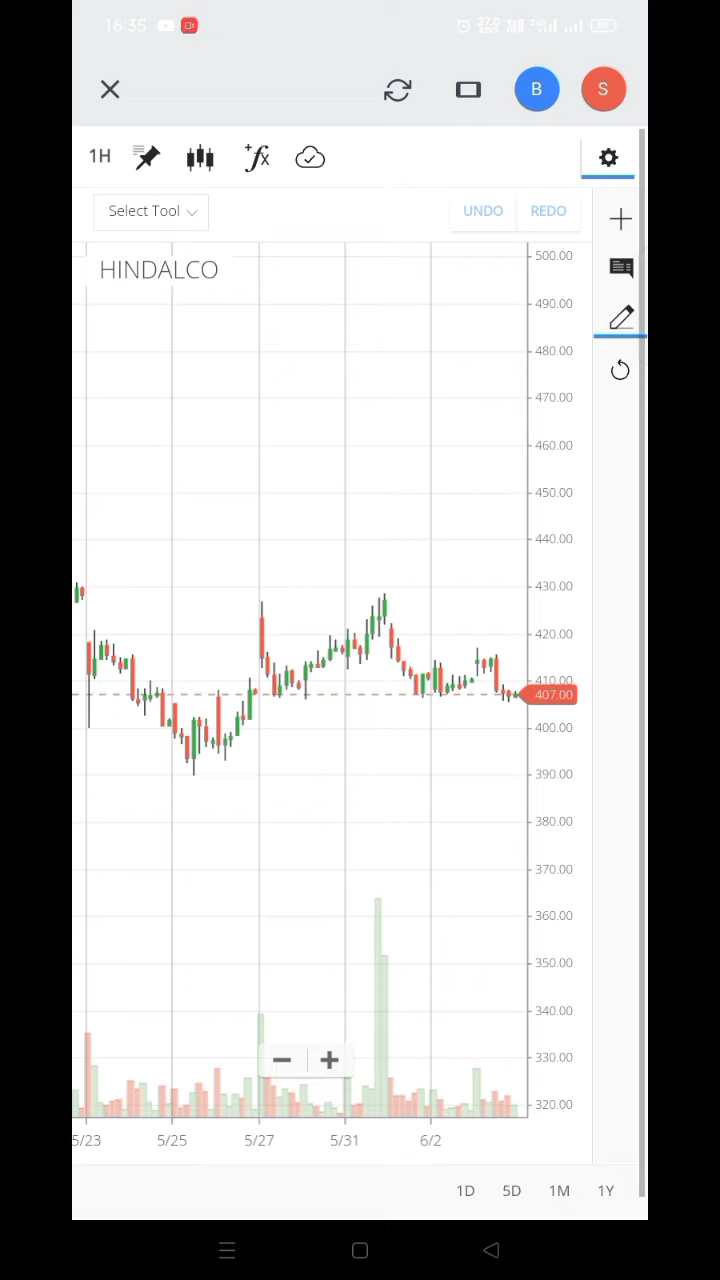 16:35
27.0
B
S
1H
fx
Select Tool
UNDO
REDO
HINDALCO
500.00
490.00
480.00
470.00
460.00
450.00
440.00
430.00
420.00
410.00
407.00
400.00
390.00
380.00
370.00
360.00
350.00
340.00
330.00
320.00
5/23
5/25
5/27
5/31
6/2
1D
5D
1M
1Y